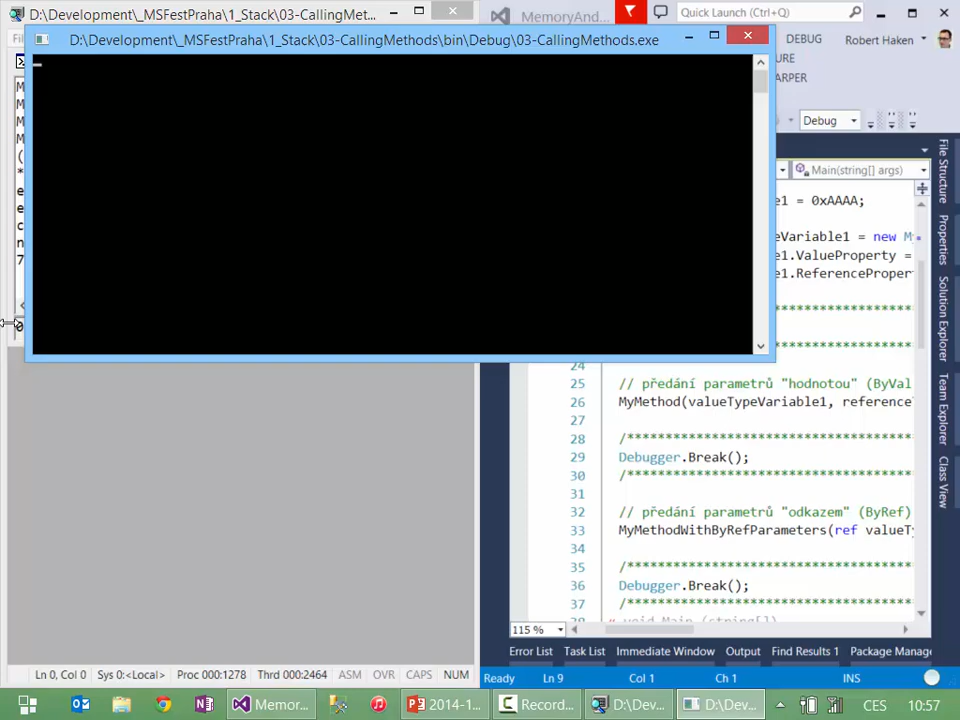 D:\Development\_MSFestPraha\1_Stack\03-CallingMet...
MemoryAnd
Quick Launch (Ctrl+Q)
D:\Development\_MSFestPraha\1_Stack\03-CallingMethods\bin\Debug\03-CallingMethods.exe
DEBUG
Robert Haken
URE
ARPER
Debug
Main(string[] args)
e1 = 0xAAAA;
eVariable1 = new M
e1.ValueProperty =
e1.ReferencePropert
24
25 // předání parametrů "hodnotou" (ByVal
26 MyMethod(valueTypeVariable1, reference
27
28 /*********************************
29 Debugger.Break();
30 /*********************************
31
32 // předání parametrů "odkazem" (ByRef)
33 MyMethodWithByRefParameters(ref valueTy
34
35 /*********************************
36 Debugger.Break();
37 /*********************************
void Main (string[])
115 %
File Structure
Properties
Solution Explorer
Team Explorer
Class View
Error List Task List Immediate Window Output Find Results 1 Package Manag
Ln 0, Col 0 Sys 0:<Local> Proc 000:1278 Thrd 000:2464 ASM OVR CAPS NUM
Ready Ln 9 Col 1 Ch 1 INS
Memor... 2014-1... Record... D:\Dev... D:\Dev... CES 10:57